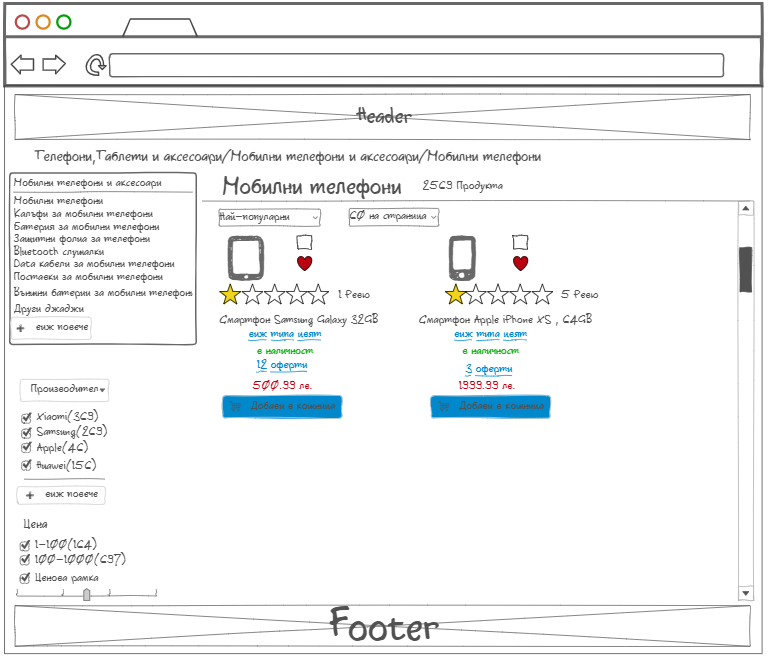 Header
Телефони,Таблети и аксесоари/Мобилни телефони и аксесоари/Мобилни телефони
Мобилни телефони и аксесоари
Мобилни телефони
Калъфи за мобилни телефони
Батерия за мобилни телефони
Защитни фолиа за телефони
Bluetooth слушалки
Data кабели за мобилни телефони
Поставки за мобилни телефони
Външни батерии за мобилни телефони
Други джаджи
+ виж повече
Производител
Xiaomi(369)
Samsung(269)
Apple(46)
Huawei(156)
+ виж повече
Цена
1-100(164)
100-1000(697)
Ценова рамка
Мобилни телефони 2569 Продукта
Най-популярни 60 на страница
1 Ревю
Смартфон Samsung Galaxy 32GB
виж типа цвят
в наличност
12 оферти
500.99 лв.
Добави в количка
5 Ревю
Смартфон Apple iPhone XS , 64GB
виж типа цвят
в наличност
3 оферти
1999.99 лв.
Добави в количка
Footer